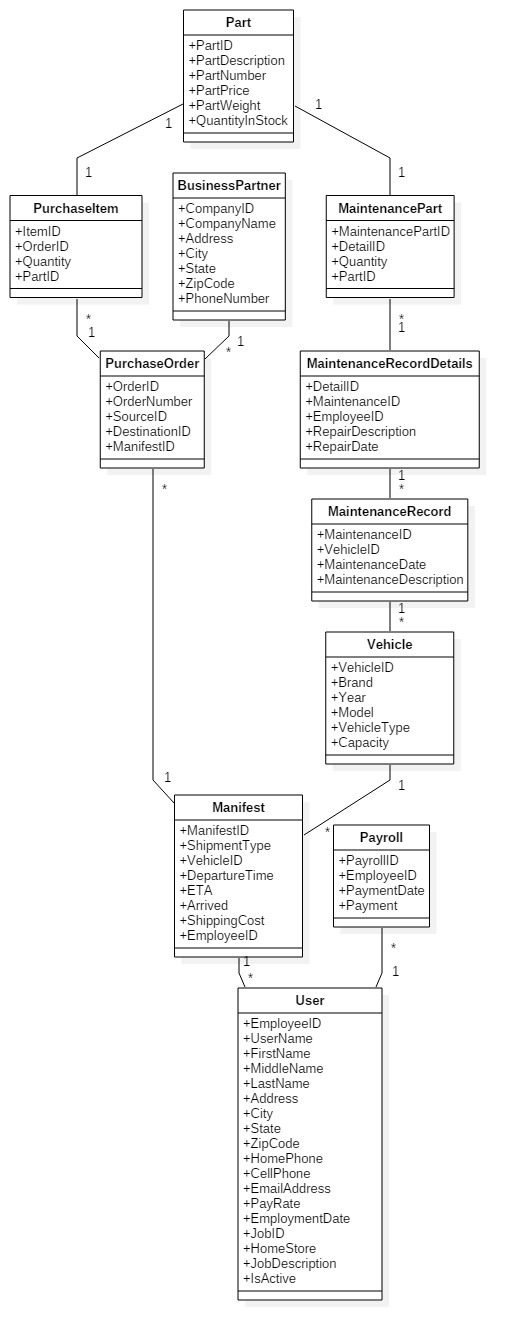 Part
+PartID
+PartDescription
+PartNumber
+PartPrice
+PartWeight
+QuantityInStock
1
1
1
1
PurchaseItem
+ItemID
+OrderID
+Quantity
+PartID
*
1
BusinessPartner
+CompanyID
+CompanyName
+Address
+City
+State
+ZipCode
+PhoneNumber
1
*
MaintenancePart
+MaintenancePartID
+DetailID
+Quantity
+PartID
*
1
PurchaseOrder
+OrderID
+OrderNumber
+SourceID
+DestinationID
+ManifestID
*
1
MaintenanceRecordDetails
+DetailID
+MaintenanceID
+EmployeeID
+RepairDescription
+RepairDate
1
*
MaintenanceRecord
+MaintenanceID
+VehicleID
+MaintenanceDate
+MaintenanceDescription
1
*
Vehicle
+VehicleID
+Brand
+Year
+Model
+VehicleType
+Capacity
1
*
Manifest
+ManifestID
+ShipmentType
+VehicleID
+DepartureTime
+ETA
+Arrived
+ShippingCost
+EmployeeID
1
*
Payroll
+PayrollID
+EmployeeID
+PaymentDate
+Payment
*
1
User
+EmployeeID
+UserName
+FirstName
+MiddleName
+LastName
+Address
+City
+State
+ZipCode
+HomePhone
+CellPhone
+EmailAddress
+PayRate
+EmploymentDate
+JobID
+HomeStore
+JobDescription
+IsActive